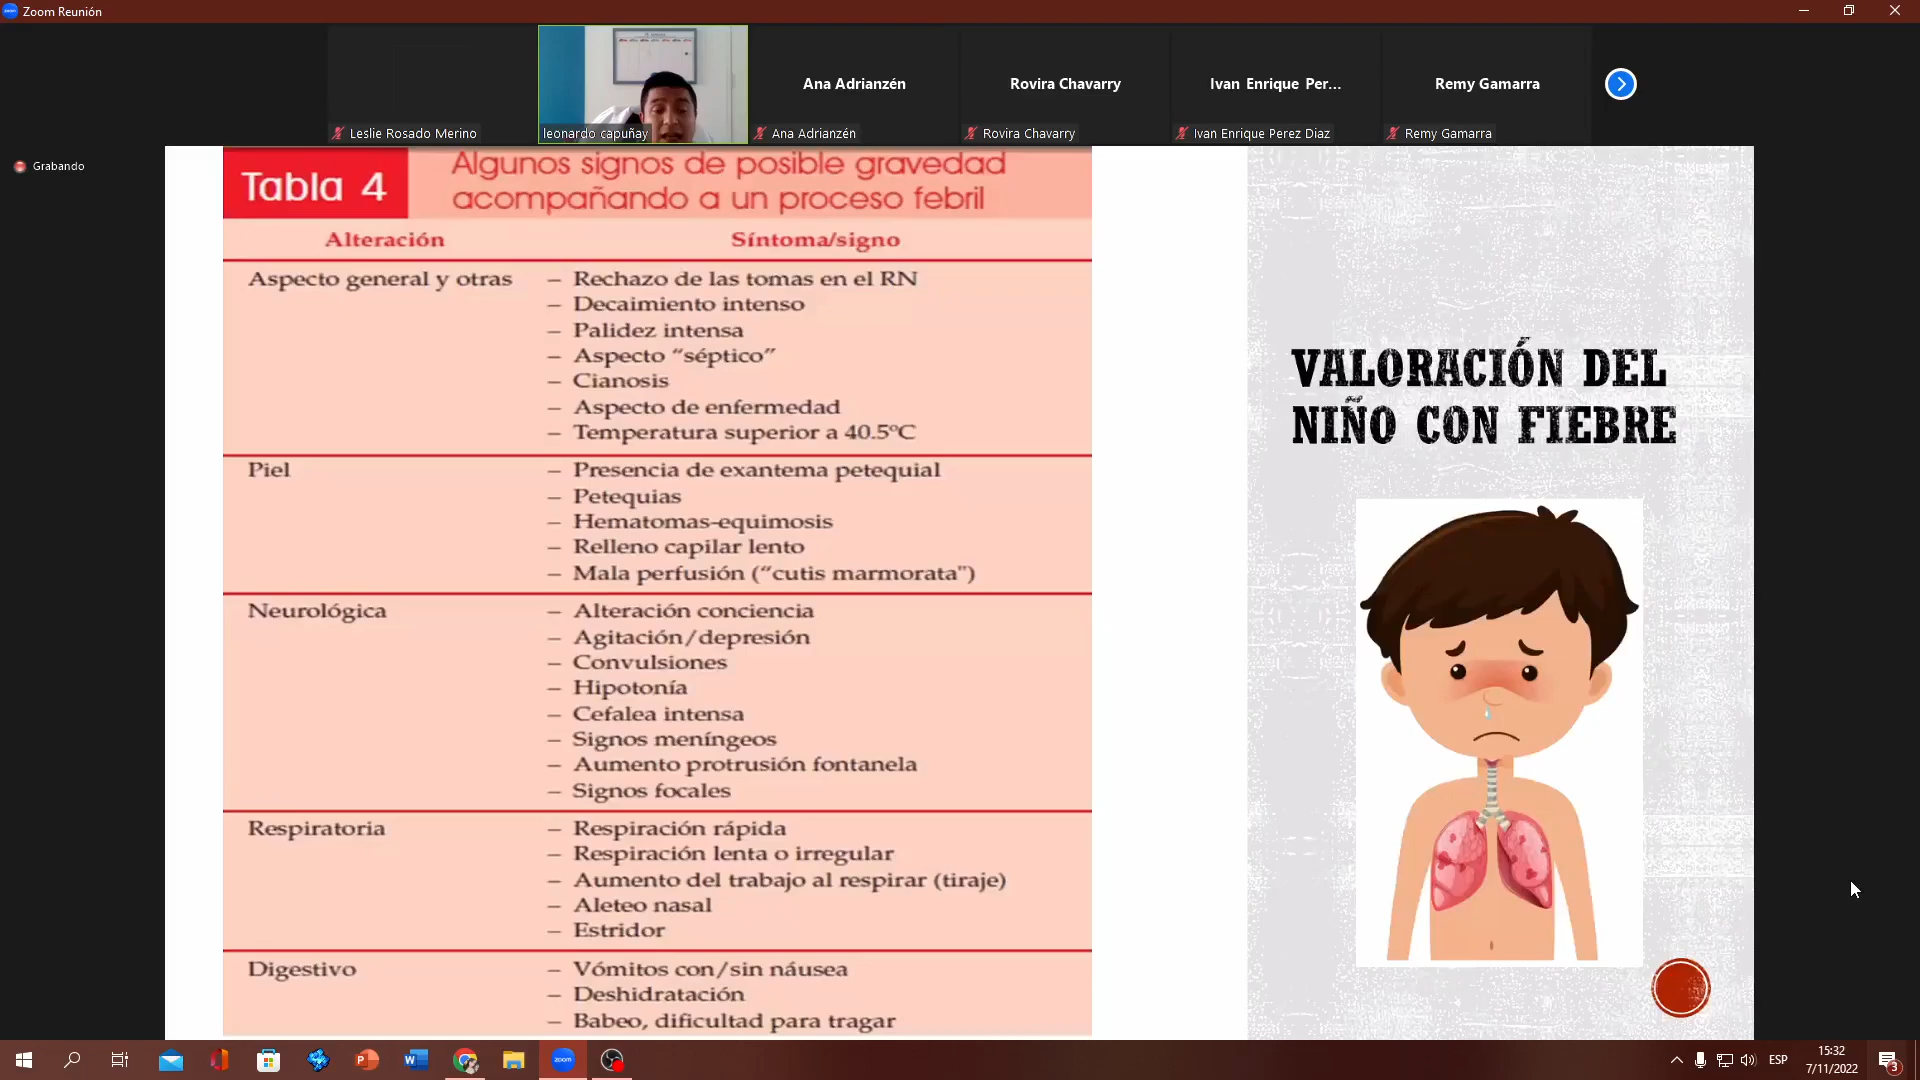 Zoom Reunión
Ana Adrianzén
Rovira Chavarry
Ivan Enrique Per...
Remy Gamarra
Leslie Rosado Merino
leonardo capuñay
Ana Adrianzén
Rovira Chavarry
Ivan Enrique Perez Diaz
Remy Gamarra
Grabando
Tabla 4
Algunos signos de posible gravedad
acompañando a un proceso febril
Alteración Síntoma/signo
Aspecto general y otras – Rechazo de las tomas en el RN
– Decaimiento intenso
– Palidez intensa
– Aspecto “séptico”
– Cianosis
– Aspecto de enfermedad
– Temperatura superior a 40.5ºC
Piel – Presencia de exantema petequial
– Petequias
– Hematomas-equimosis
– Relleno capilar lento
– Mala perfusión (“cutis marmorata")
Neurológica – Alteración conciencia
– Agitación/depresión
– Convulsiones
– Hipotonía
– Cefalea intensa
– Signos meníngeos
– Aumento protrusión fontanela
– Signos focales
Respiratoria – Respiración rápida
– Respiración lenta o irregular
– Aumento del trabajo al respirar (tiraje)
– Aleteo nasal
– Estridor
Digestivo – Vómitos con/sin náusea
– Deshidratación
– Babeo, dificultad para tragar
VALORACIÓN DEL
NIÑO CON FIEBRE
ESP
15:32
7/11/2022
3